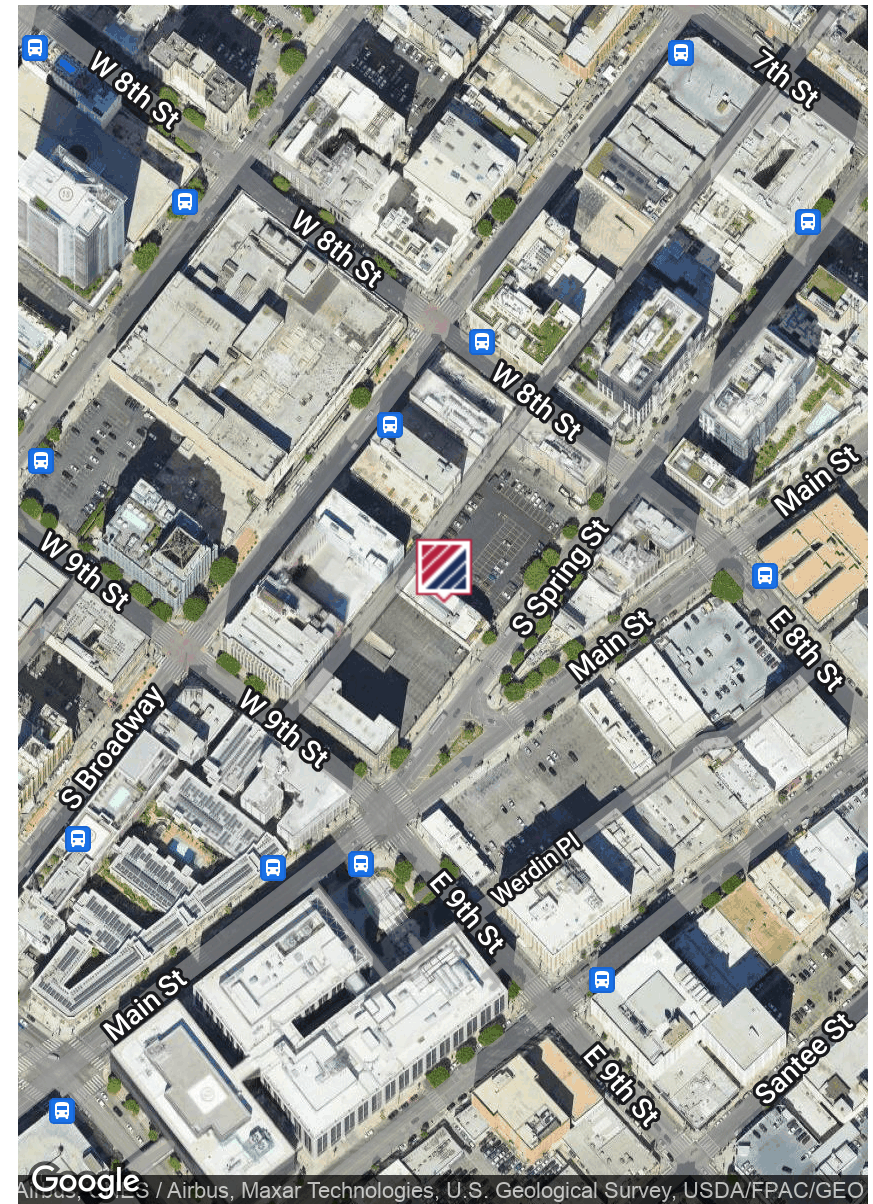 7th St
W 8th St
W 8th St
W 8th St
Main St
W 9th St
S Spring St
Main St
E 8th St
S Broadway
W 9th St
Werdin Pl
E 9th St
Main St
E 9th St
Santee St
Google
Airbus, / Airbus, Maxar Technologies, U.S. Geological Survey, USDA/FPAC/GEO